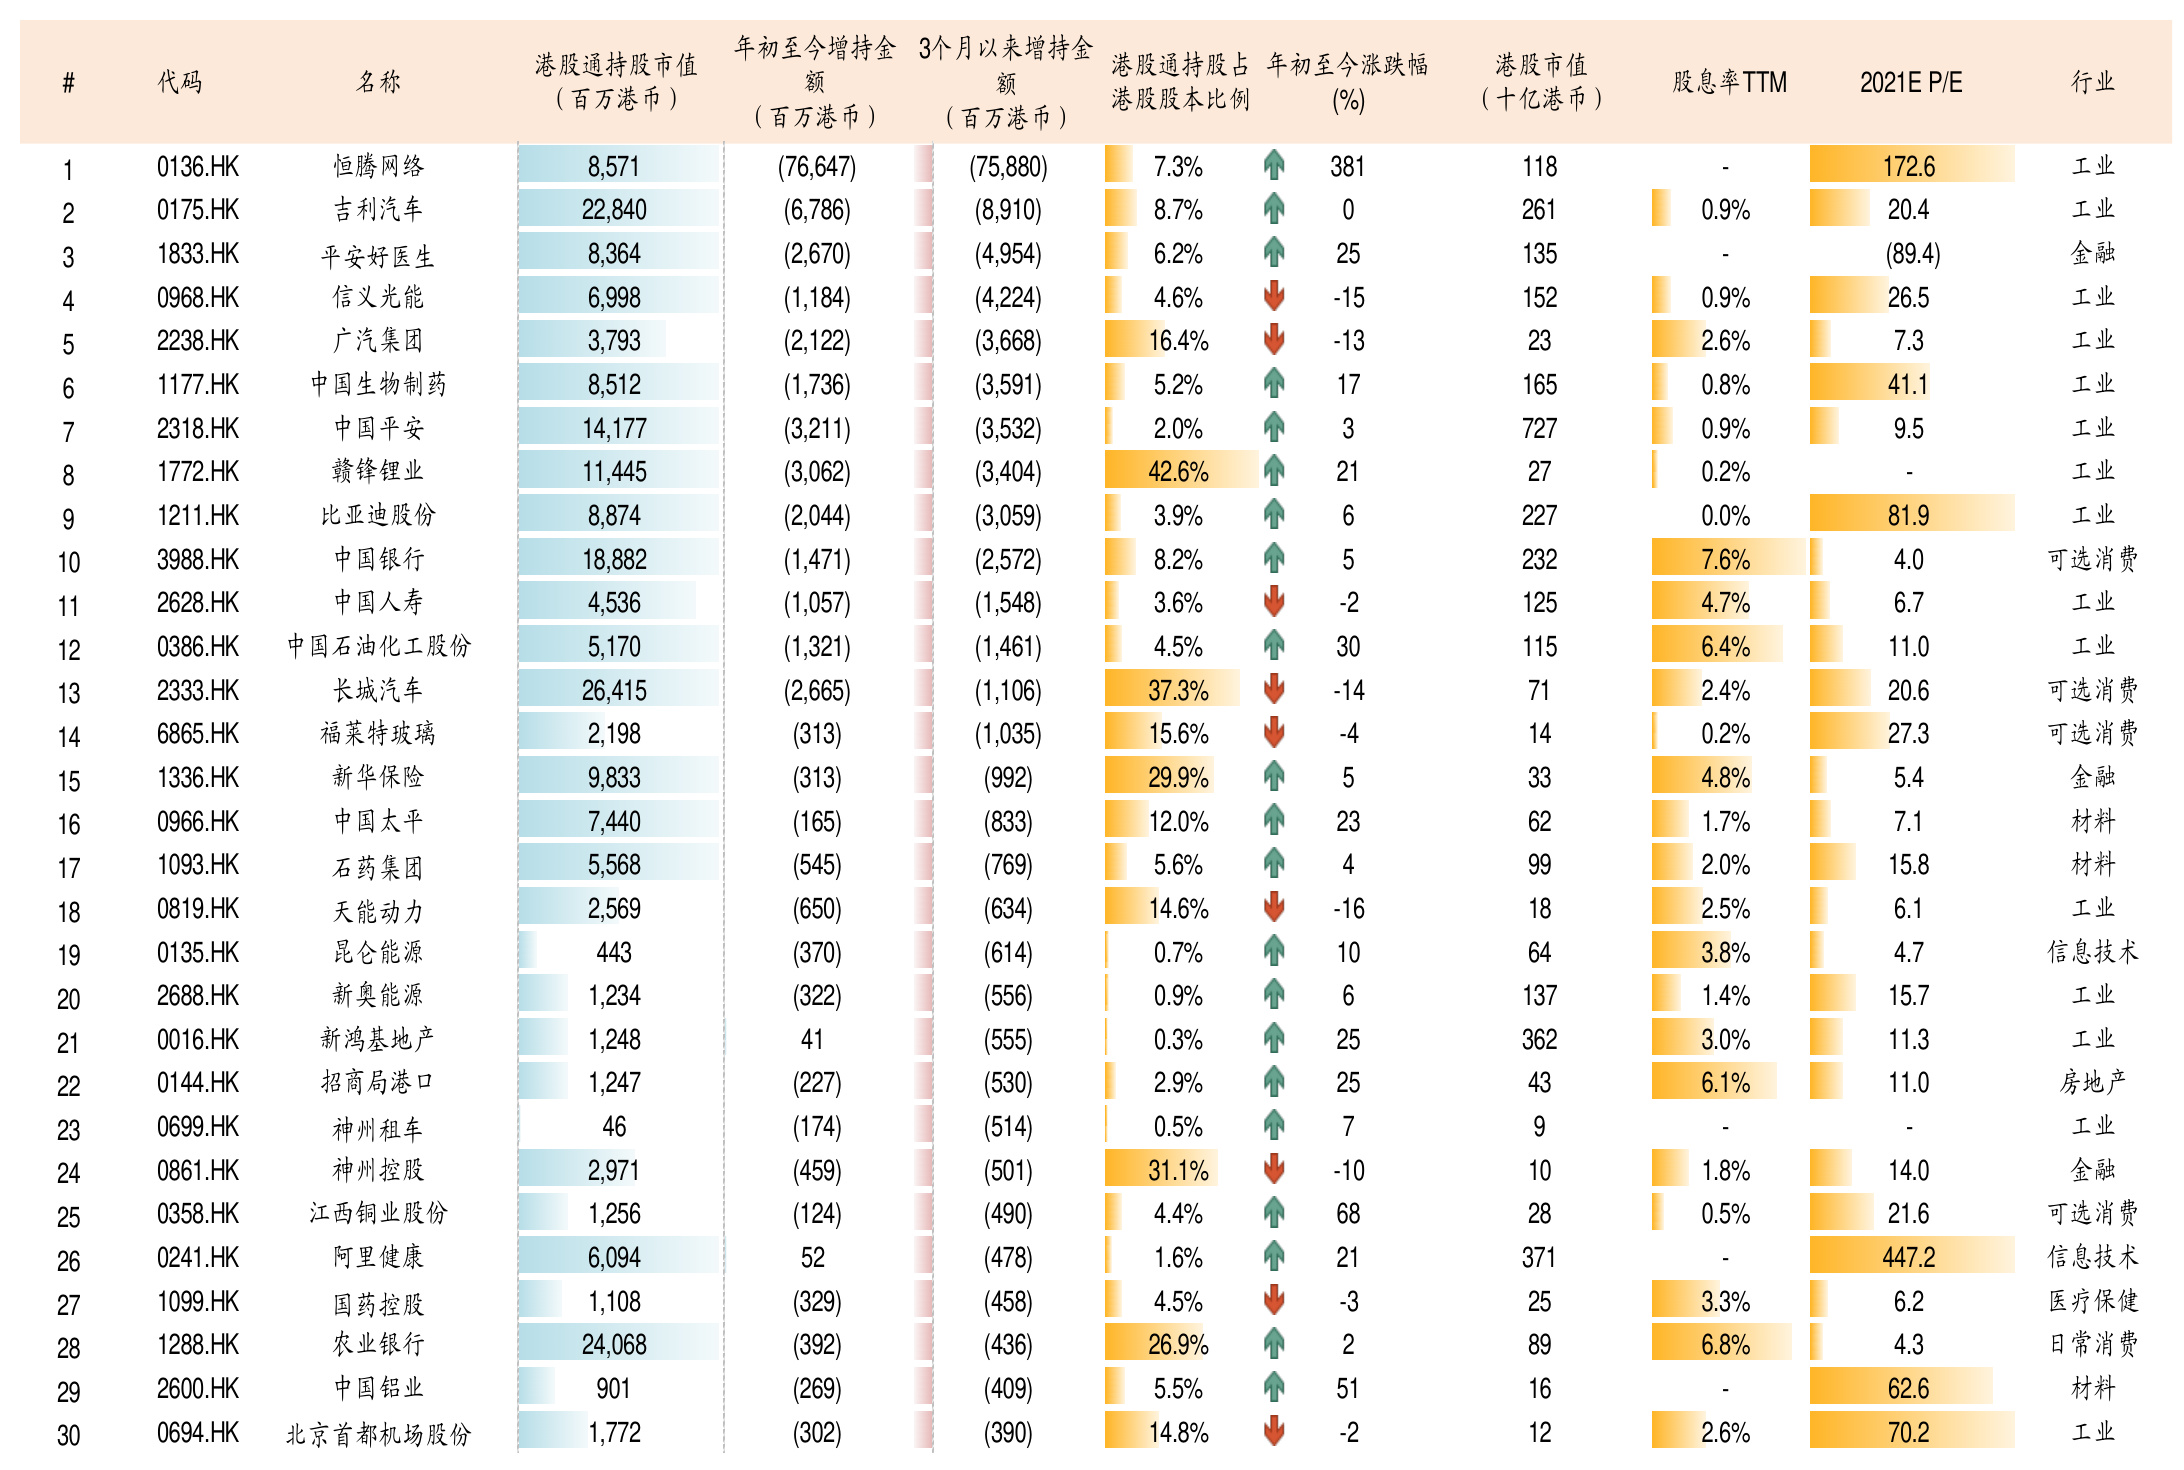 # 代码 名称 港股通持股市值（百万港币） 年初至今增持金额（百万港币） 3个月以来增持金额（百万港币） 港股通持股占港股股本比例 年初至今涨跌幅(%) 港股市值（十亿港币） 股息率TTM 2021E P/E 行业
1 0136.HK 恒腾网络 8,571 (76,647) (75,880) 7.3% 381 118 - 172.6 工业
2 0175.HK 吉利汽车 22,840 (6,786) (8,910) 8.7% 0 261 0.9% 20.4 工业
3 1833.HK 平安好医生 8,364 (2,670) (4,954) 6.2% 25 135 - (89.4) 金融
4 0968.HK 信义光能 6,998 (1,184) (4,224) 4.6% -15 152 0.9% 26.5 工业
5 2238.HK 广汽集团 3,793 (2,122) (3,668) 16.4% -13 23 2.6% 7.3 工业
6 1177.HK 中国生物制药 8,512 (1,736) (3,591) 5.2% 17 165 0.8% 41.1 工业
7 2318.HK 中国平安 14,177 (3,211) (3,532) 2.0% 3 727 0.9% 9.5 工业
8 1772.HK 赣锋锂业 11,445 (3,062) (3,404) 42.6% 21 27 0.2% - 工业
9 1211.HK 比亚迪股份 8,874 (2,044) (3,059) 3.9% 6 227 0.0% 81.9 工业
10 3988.HK 中国银行 18,882 (1,471) (2,572) 8.2% 5 232 7.6% 4.0 可选消费
11 2628.HK 中国人寿 4,536 (1,057) (1,548) 3.6% -2 125 4.7% 6.7 工业
12 0386.HK 中国石油化工股份 5,170 (1,321) (1,461) 4.5% 30 115 6.4% 11.0 工业
13 2333.HK 长城汽车 26,415 (2,665) (1,106) 37.3% -14 71 2.4% 20.6 可选消费
14 6865.HK 福莱特玻璃 2,198 (313) (1,035) 15.6% -4 14 0.2% 27.3 可选消费
15 1336.HK 新华保险 9,833 (313) (992) 29.9% 5 33 4.8% 5.4 金融
16 0966.HK 中国太平 7,440 (165) (833) 12.0% 23 62 1.7% 7.1 材料
17 1093.HK 石药集团 5,568 (545) (769) 5.6% 4 99 2.0% 15.8 材料
18 0819.HK 天能动力 2,569 (650) (634) 14.6% -16 18 2.5% 6.1 工业
19 0135.HK 昆仑能源 443 (370) (614) 0.7% 10 64 3.8% 4.7 信息技术
20 2688.HK 新奥能源 1,234 (322) (556) 0.9% 6 137 1.4% 15.7 工业
21 0016.HK 新鸿基地产 1,248 41 (555) 0.3% 25 362 3.0% 11.3 工业
22 0144.HK 招商局港口 1,247 (227) (530) 2.9% 25 43 6.1% 11.0 房地产
23 0699.HK 神州租车 46 (174) (514) 0.5% 7 9 - - 工业
24 0861.HK 神州控股 2,971 (459) (501) 31.1% -10 10 1.8% 14.0 金融
25 0358.HK 江西铜业股份 1,256 (124) (490) 4.4% 68 28 0.5% 21.6 可选消费
26 0241.HK 阿里健康 6,094 52 (478) 1.6% 21 371 - 447.2 信息技术
27 1099.HK 国药控股 1,108 (329) (458) 4.5% -3 25 3.3% 6.2 医疗保健
28 1288.HK 农业银行 24,068 (392) (436) 26.9% 2 89 6.8% 4.3 日常消费
29 2600.HK 中国铝业 901 (269) (409) 5.5% 51 16 - 62.6 材料
30 0694.HK 北京首都机场股份 1,772 (302) (390) 14.8% -2 12 2.6% 70.2 工业